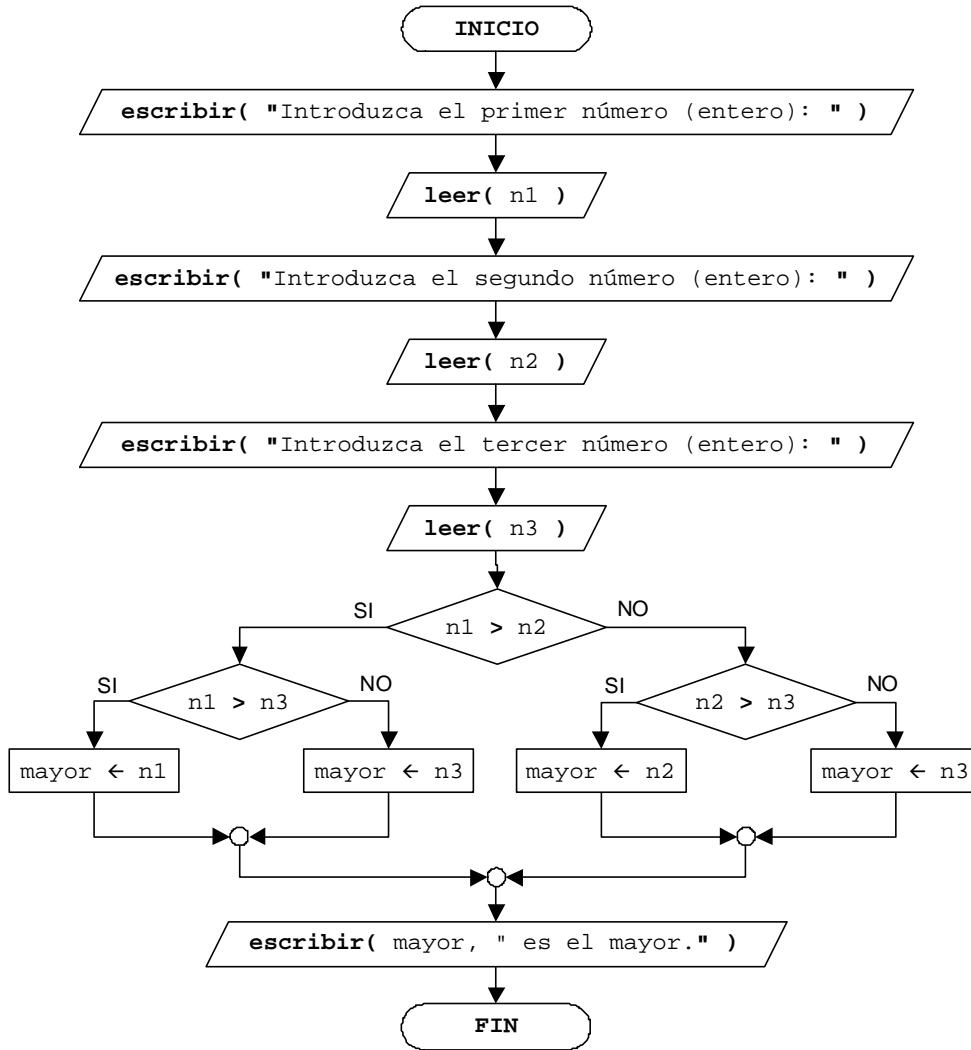 INICIO
escribir( "Introduzca el primer número (entero): " )
leer( n1 )
escribir( "Introduzca el segundo número (entero): " )
leer( n2 )
escribir( "Introduzca el tercer número (entero): " )
leer( n3 )
SI
n1 > n2
NO
SI
n1 > n3
NO
SI
n2 > n3
NO
mayor ← n1
mayor ← n3
mayor ← n2
mayor ← n3
escribir( mayor, " es el mayor." )
FIN